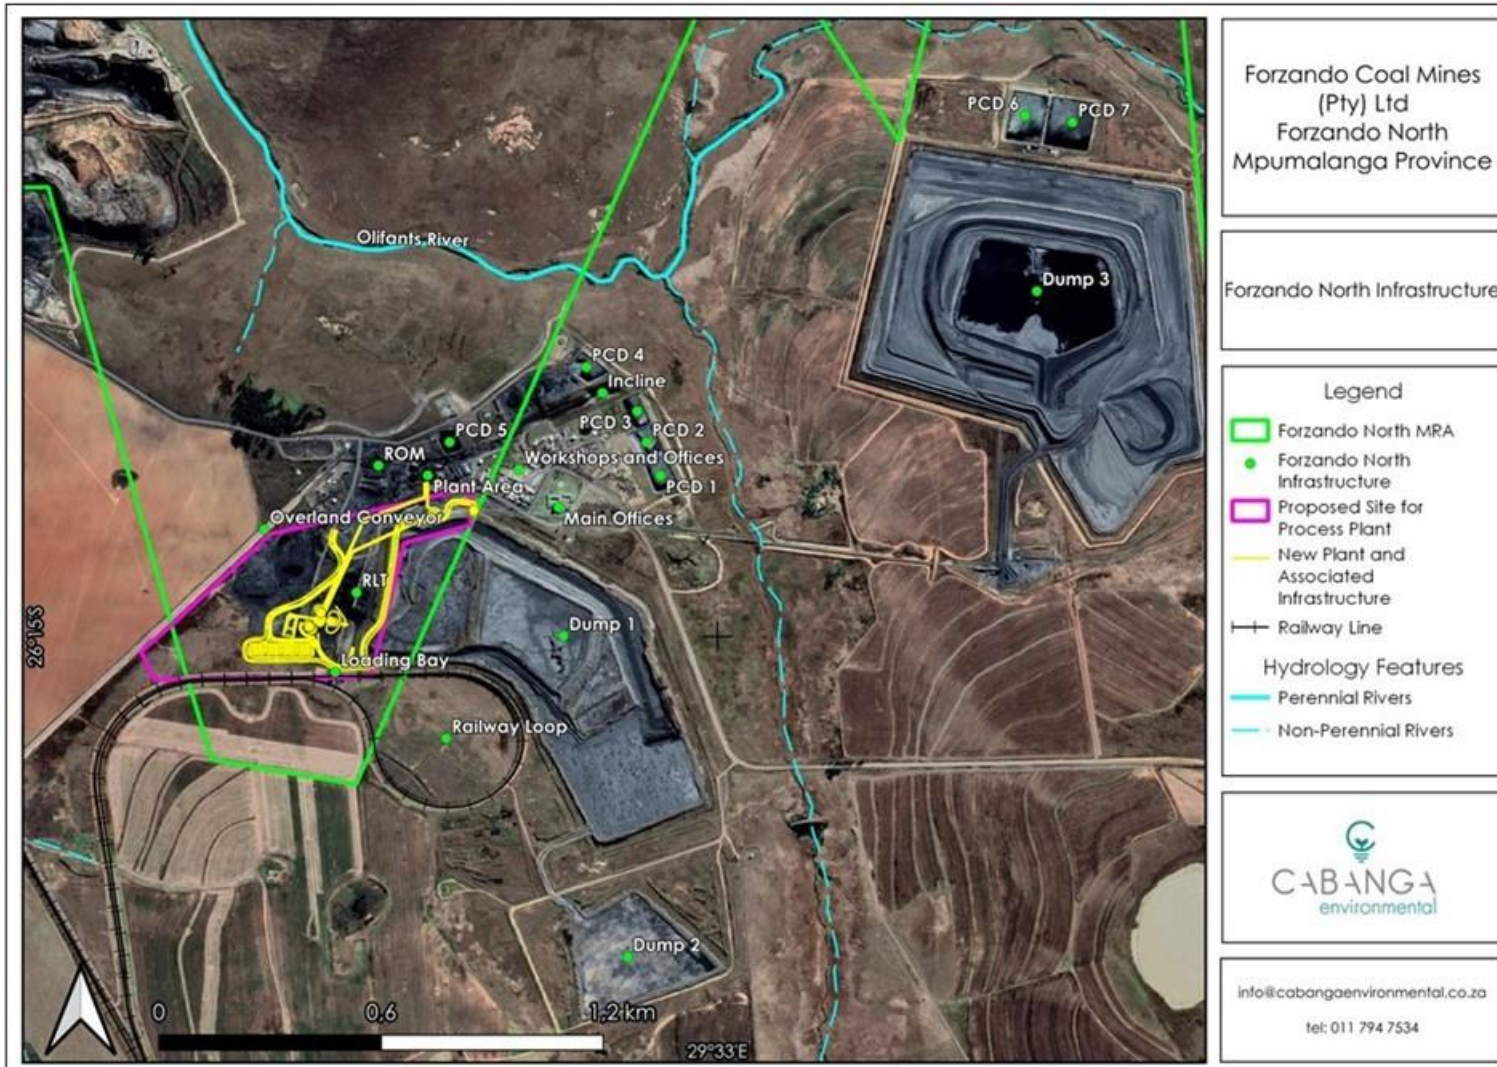 PCD 6
PCD 7
Olifants River
Dump 3
PCD 4
Incline
PCD 3
PCD 2
PCD 5
ROM
Workshops and Offices
Plant Area
PCD 1
Overland Conveyor
Main Offices
RLT
Dump 1
26°15'S
Loading Bay
Railway Loop
Dump 2
0
0,6
1,2 km
29°33'E
Forzando Coal Mines
(Pty) Ltd
Forzando North
Mpumalanga Province
Forzando North Infrastructure
Legend
Forzando North MRA
Forzando North
Infrastructure
Proposed Site for
Process Plant
New Plant and
Associated
Infrastructure
Railway Line
Hydrology Features
Perennial Rivers
Non-Perennial Rivers
CABANGA
environmental
info@cabangaenvironmental.co.za
tel: 011 794 7534